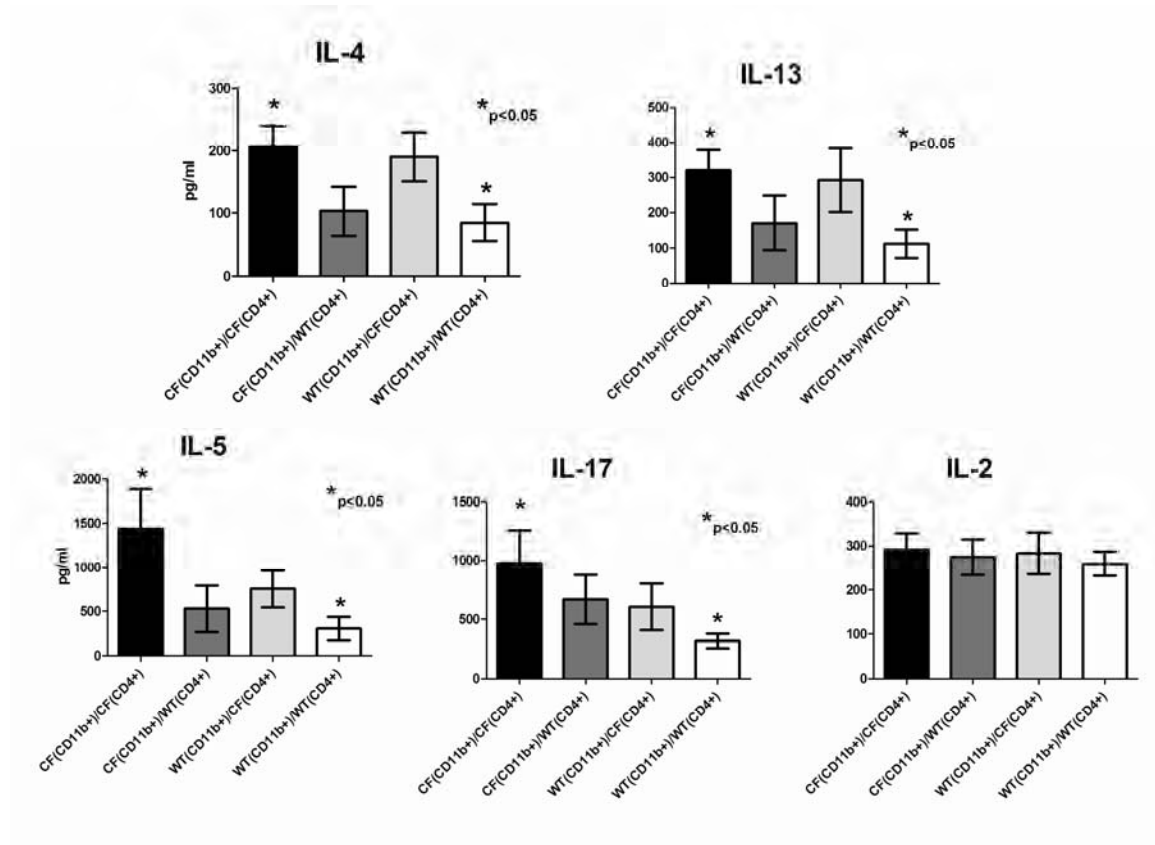 IL-4
300
200
100
0
pg/ml
*
*
* p<0.05
CF(CD11b+)/CF(CD4+)
CF(CD11b+)/WT(CD4+)
WT(CD11b+)/CF(CD4+)
WT(CD11b+)/WT(CD4+)
IL-13
500
400
300
200
100
0
*
*
* p<0.05
CF(CD11b+)/CF(CD4+)
CF(CD11b+)/WT(CD4+)
WT(CD11b+)/CF(CD4+)
WT(CD11b+)/WT(CD4+)
IL-5
2000
1500
1000
500
0
pg/ml
*
*
* p<0.05
CF(CD11b+)/CF(CD4+)
CF(CD11b+)/WT(CD4+)
WT(CD11b+)/CF(CD4+)
WT(CD11b+)/WT(CD4+)
IL-17
1500
1000
500
0
*
*
* p<0.05
CF(CD11b+)/CF(CD4+)
CF(CD11b+)/WT(CD4+)
WT(CD11b+)/CF(CD4+)
WT(CD11b+)/WT(CD4+)
IL-2
400
300
200
100
0
CF(CD11b+)/CF(CD4+)
CF(CD11b+)/WT(CD4+)
WT(CD11b+)/CF(CD4+)
WT(CD11b+)/WT(CD4+)